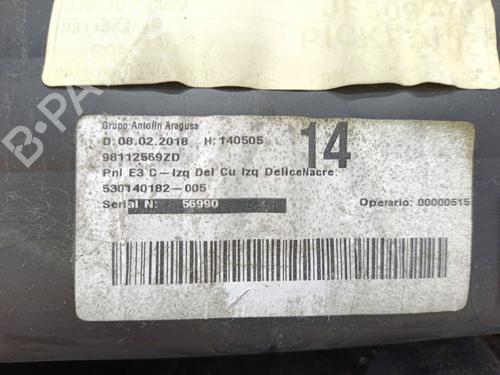 Grupo Antolin Aragusa
D: 08.02.2018 H: 140505
14
98112569ZD
Pnl E3 C-Izq Del Cu Izq DeliceNacre
530140182-005
Serial N: 56990
Operario: 00000515